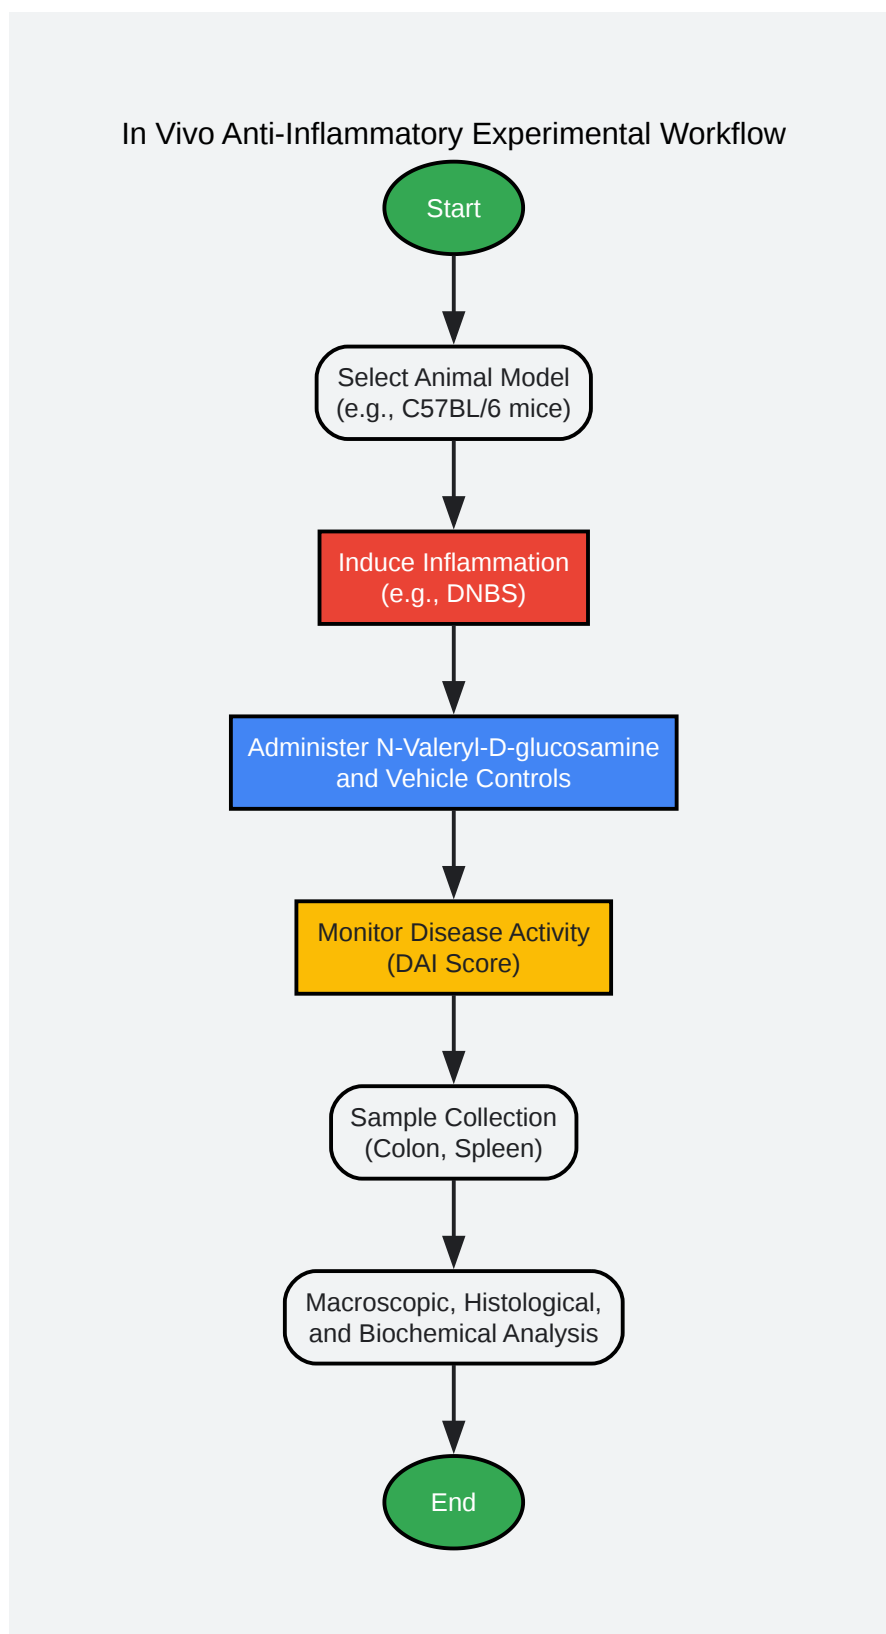 In Vivo Anti-Inflammatory Experimental Workflow
Start
Select Animal Model
(e.g., C57BL/6 mice)
Induce Inflammation
(e.g., DNBS)
Administer N-Valeryl-D-glucosamine
and Vehicle Controls
Monitor Disease Activity
(DAI Score)
Sample Collection
(Colon, Spleen)
Macroscopic, Histological,
and Biochemical Analysis
End